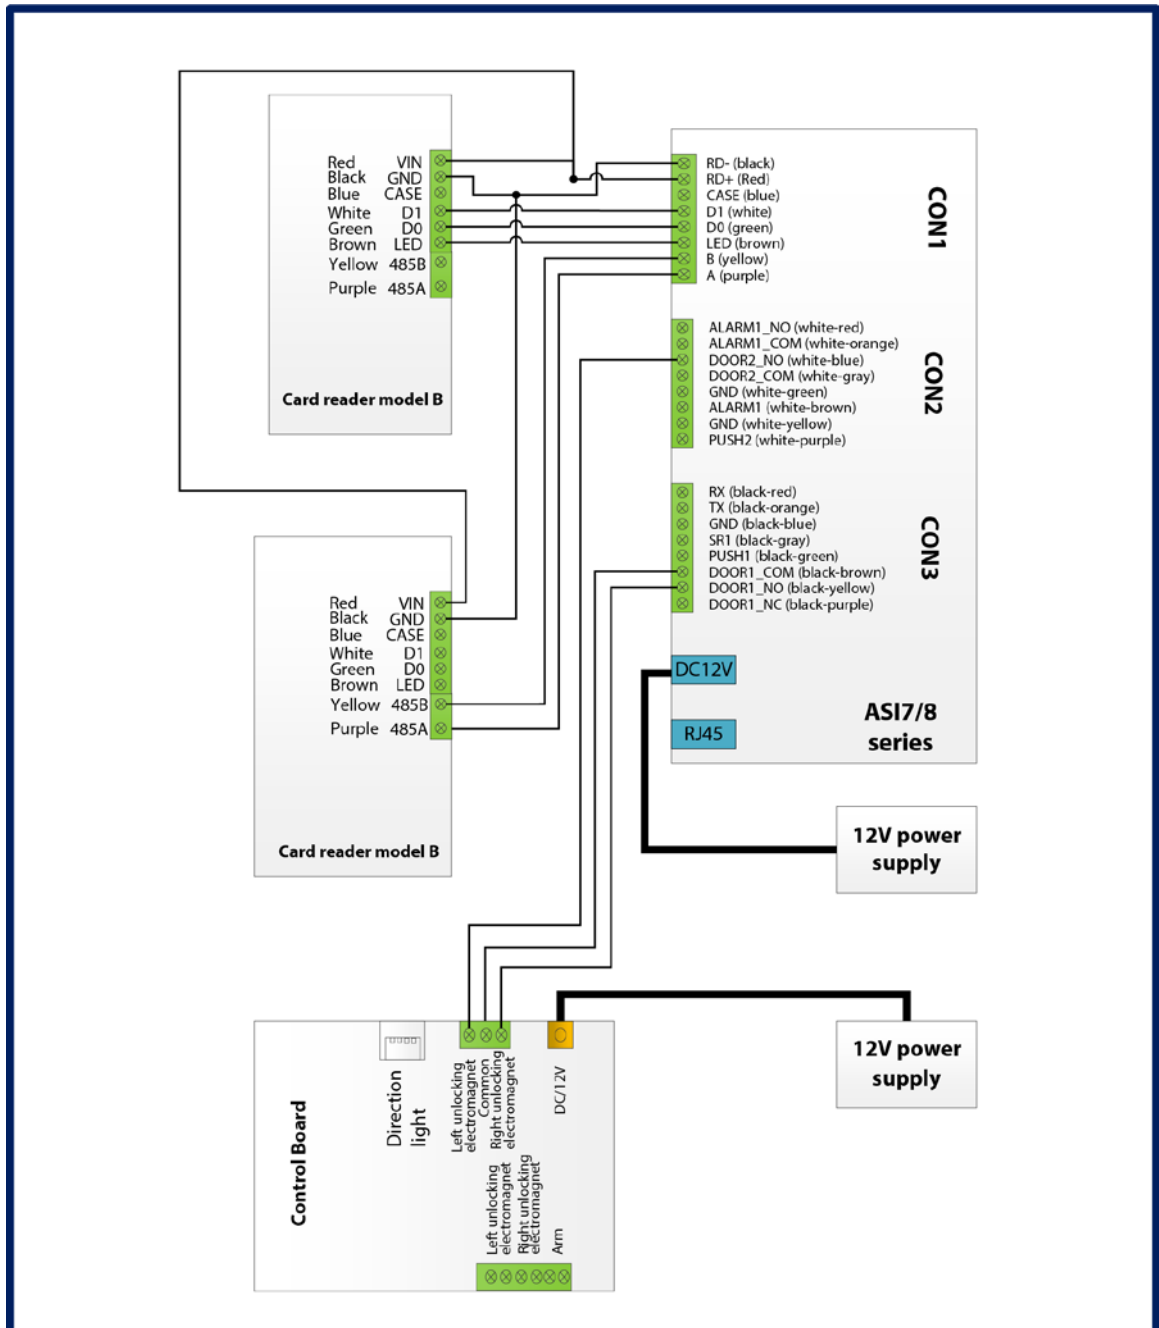 Red VIN
Black GND
Blue CASE
White D1
Green D0
Brown LED
Yellow 485B
Purple 485A
Card reader model B
RD- (black)
RD+ (Red)
CASE (blue)
D1 (white)
D0 (green)
LED (brown)
B (yellow)
A (purple)
CON1
ALARM1_NO (white-red)
ALARM1_COM (white-orange)
DOOR2_NO (white-blue)
DOOR2_COM (white-gray)
GND (white-green)
ALARM1 (white-brown)
GND (white-yellow)
PUSH2 (white-purple)
CON2
RX (black-red)
TX (black-orange)
GND (black-blue)
SR1 (black-gray)
PUSH1 (black-green)
DOOR1_COM (black-brown)
DOOR1_NO (black-yellow)
DOOR1_NC (black-purple)
CON3
DC12V
RJ45
ASI7/8
series
Red VIN
Black GND
Blue CASE
White D1
Green D0
Brown LED
Yellow 485B
Purple 485A
Card reader model B
12V power
supply
12V power
supply
Control Board
Direction
light
Left unlocking
electromagnet
Common
Right unlocking
electromagnet
DC/12V
Left unlocking
electromagnet
Right unlocking
electromagnet
Arm